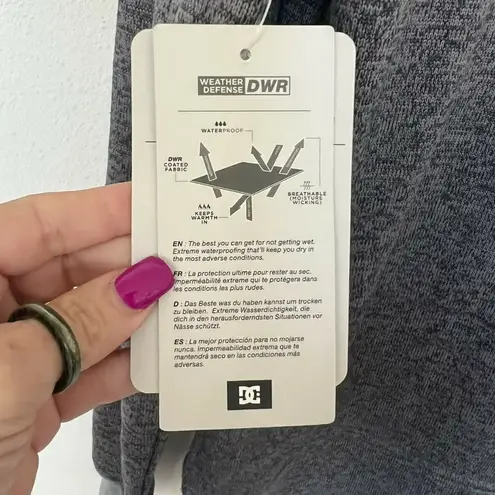 WEATHER DEFENSE DWR
WATERPROOF
DWR
COATED
FABRIC
BREATHABLE
(MOISTURE
WICKING)
KEEPS
WARMTH
IN
EN : The best you can get for not getting wet.
Extreme waterproofing that'll keep you dry in
the most adverse conditions.
FR : La protection ultime pour rester au sec.
Imperméabilité extreme qui te protègera dans
les conditions les plus rudes.
D : Das Beste was du haben kannst um trocken
zu bleiben. Extreme Wasserdichtigkeit, die
dich in den herausforderndsten Situationen vor
Nässe schützt.
ES : La mejor protección para no mojarse
nunca. Impermeabilidad extrema que te
mantendrá seco en las condiciones más
adversas.
DC